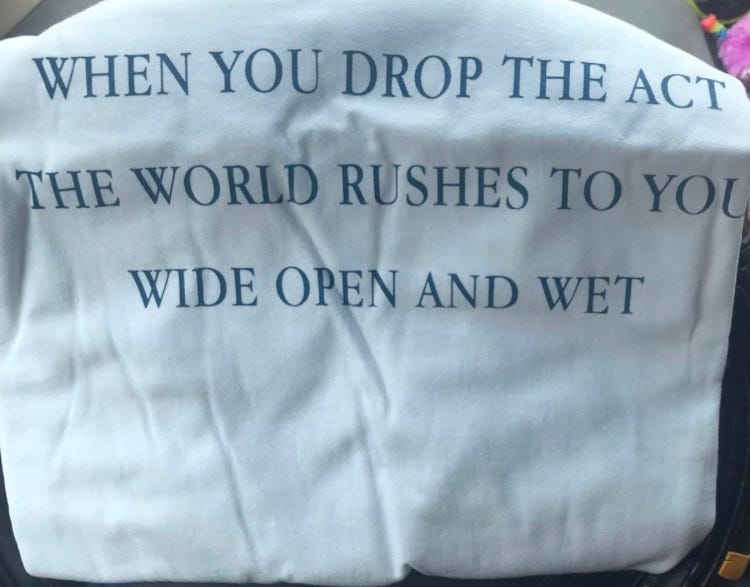 WHEN YOU DROP THE ACT
THE WORLD RUSHES TO YOU
WIDE OPEN AND WET